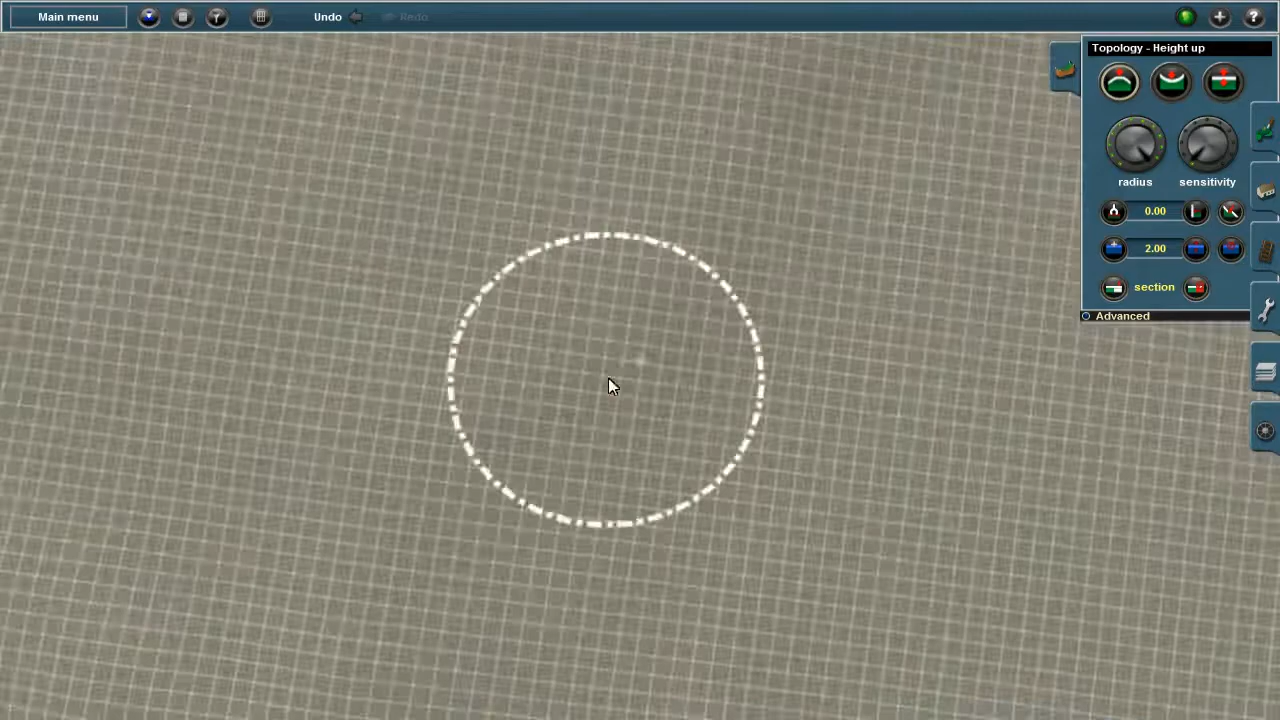 Main menu
Undo
Redo
?
Topology - Height up
radius
sensitivity
0.00
2.00
section
Advanced